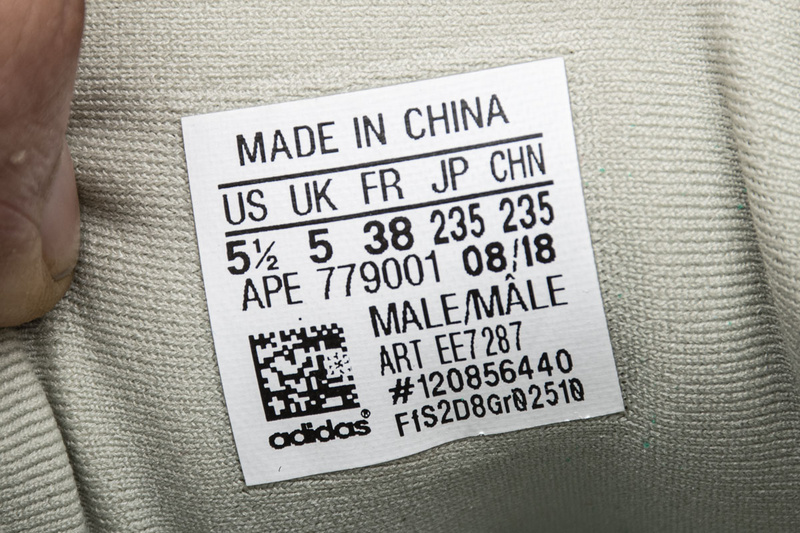 MADE IN CHINA
US UK FR JP CHN
5½ 5 38 235 235
APE 779001 08/18
MALE/MÂLE
ART EE7287
#120856440
FfS2D8Gr02510
adidas®